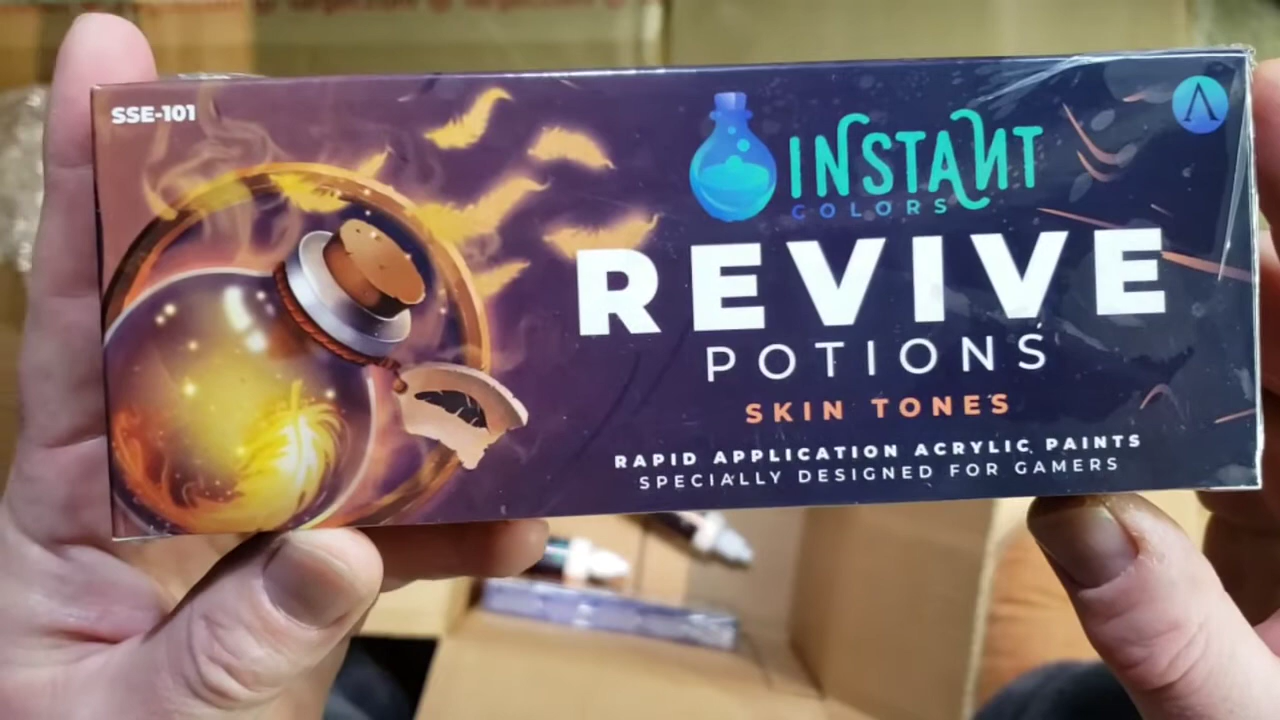 SSE-101
INSTANT
COLORS
REVIVE
POTIONS
SKIN TONES
RAPID APPLICATION ACRYLIC PAINTS
SPECIALLY DESIGNED FOR GAMERS